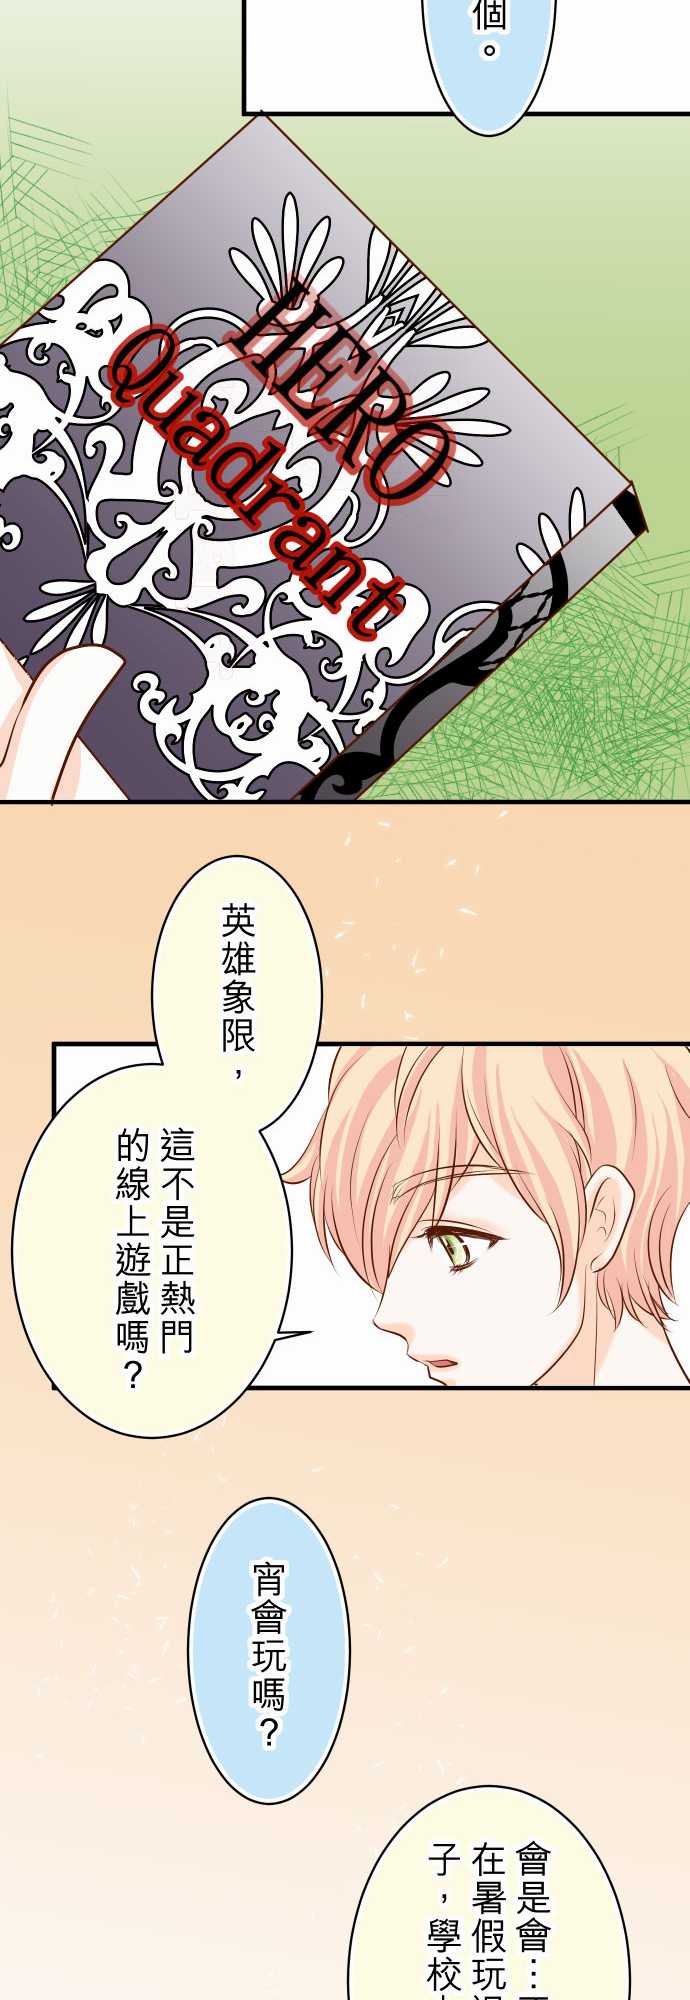 個。
HERO
Quadrant
英雄象限，
這不是正熱門
的線上遊戲嗎？
宵會玩嗎？
會是會…
在暑假玩
子，學校